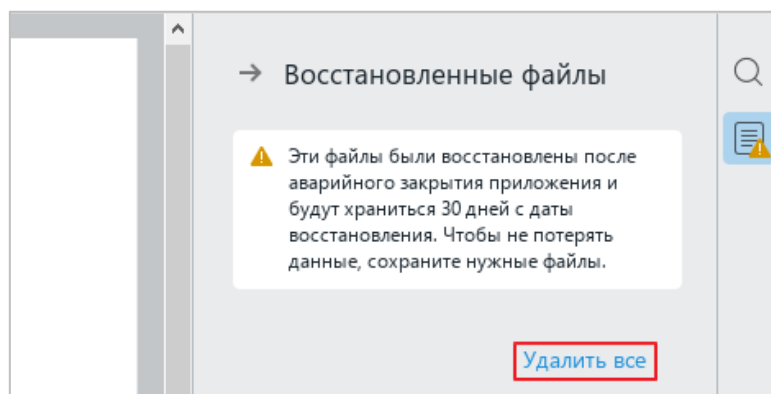 Восстановленные файлы
Эти файлы были восстановлены после
аварийного закрытия приложения и
будут храниться 30 дней с даты
восстановления. Чтобы не потерять
данные, сохраните нужные файлы.
Удалить все